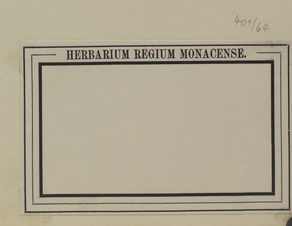 401/64
HERBARIUM REGIUM MONACENSE.